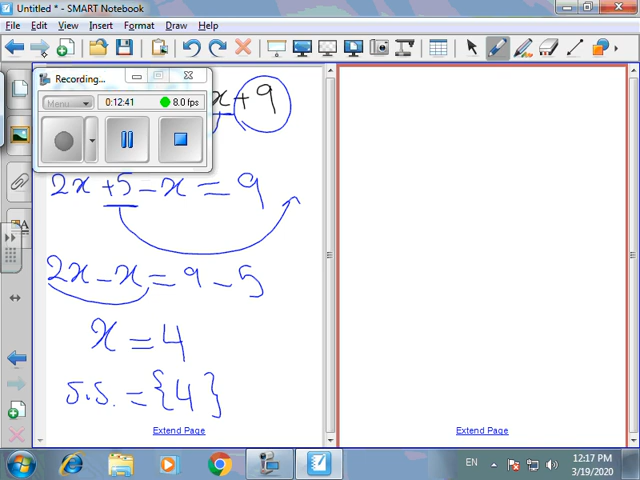 Untitled * - SMART Notebook
File Edit View Insert Format Draw Help
Recording...
Menu 0:12:41 8.0 fps
x + 9
2x + 5 - x = 9
2x - x = 9 - 5
x = 4
S.S. = {4}
Extend Page Extend Page
EN 12:17 PM
3/19/2020